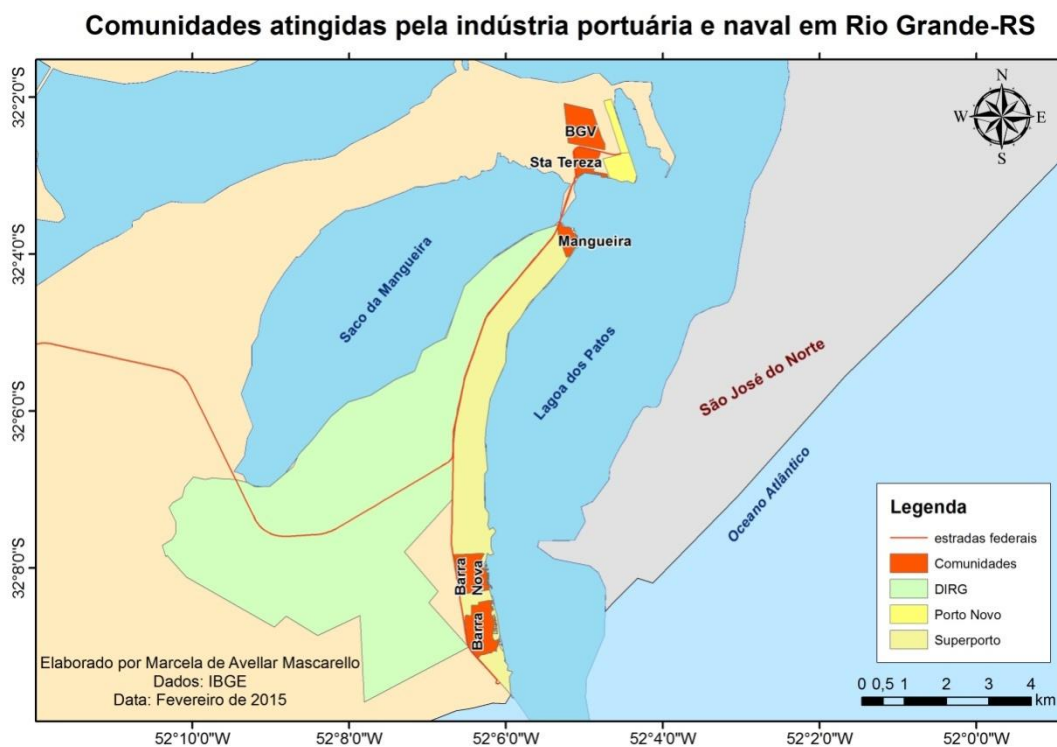 Comunidades atingidas pela indústria portuária e naval em Rio Grande-RS
32°2'0"S
32°4'0"S
32°6'0"S
32°8'0"S
N
W
E
S
BGV
Sta Tereza
Mangueira
Saco da Mangueira
Lagoa dos Patos
São José do Norte
Oceano Atlântico
Barra
Nova
Barra
Legenda
estradas federais
Comunidades
DIRG
Porto Novo
Superporto
0 0,5 1 2 3 4
km
Elaborado por Marcela de Avellar Mascarello
Dados: IBGE
Data: Fevereiro de 2015
52°10'0"W
52°8'0"W
52°6'0"W
52°4'0"W
52°2'0"W
52°0'0"W